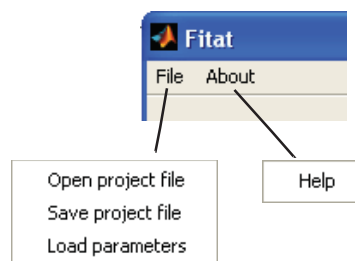 Fitat
File About
Open project file
Save project file
Load parameters
Help